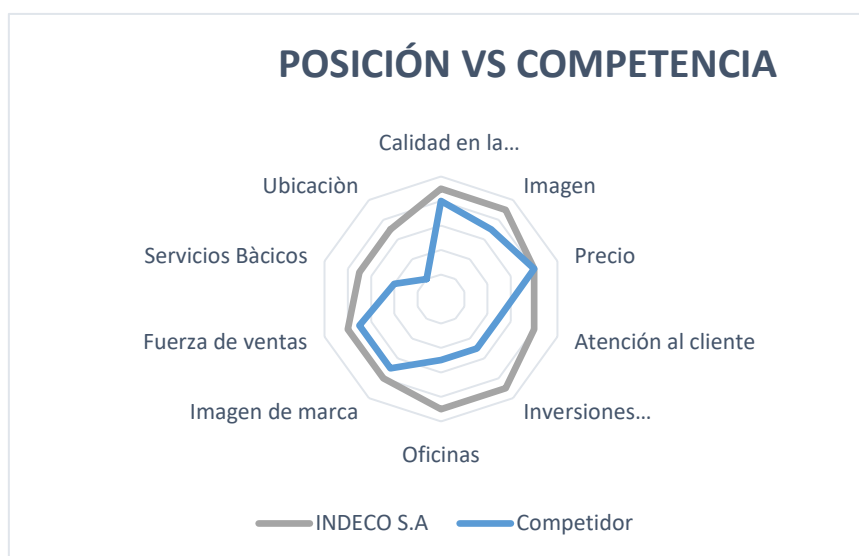 POSICIÓN VS COMPETENCIA
Calidad en la...
Ubicaciòn
Imagen
Servicios Bàcicos
Precio
Fuerza de ventas
Atención al cliente
Imagen de marca
Inversiones...
Oficinas
INDECO S.A
Competidor